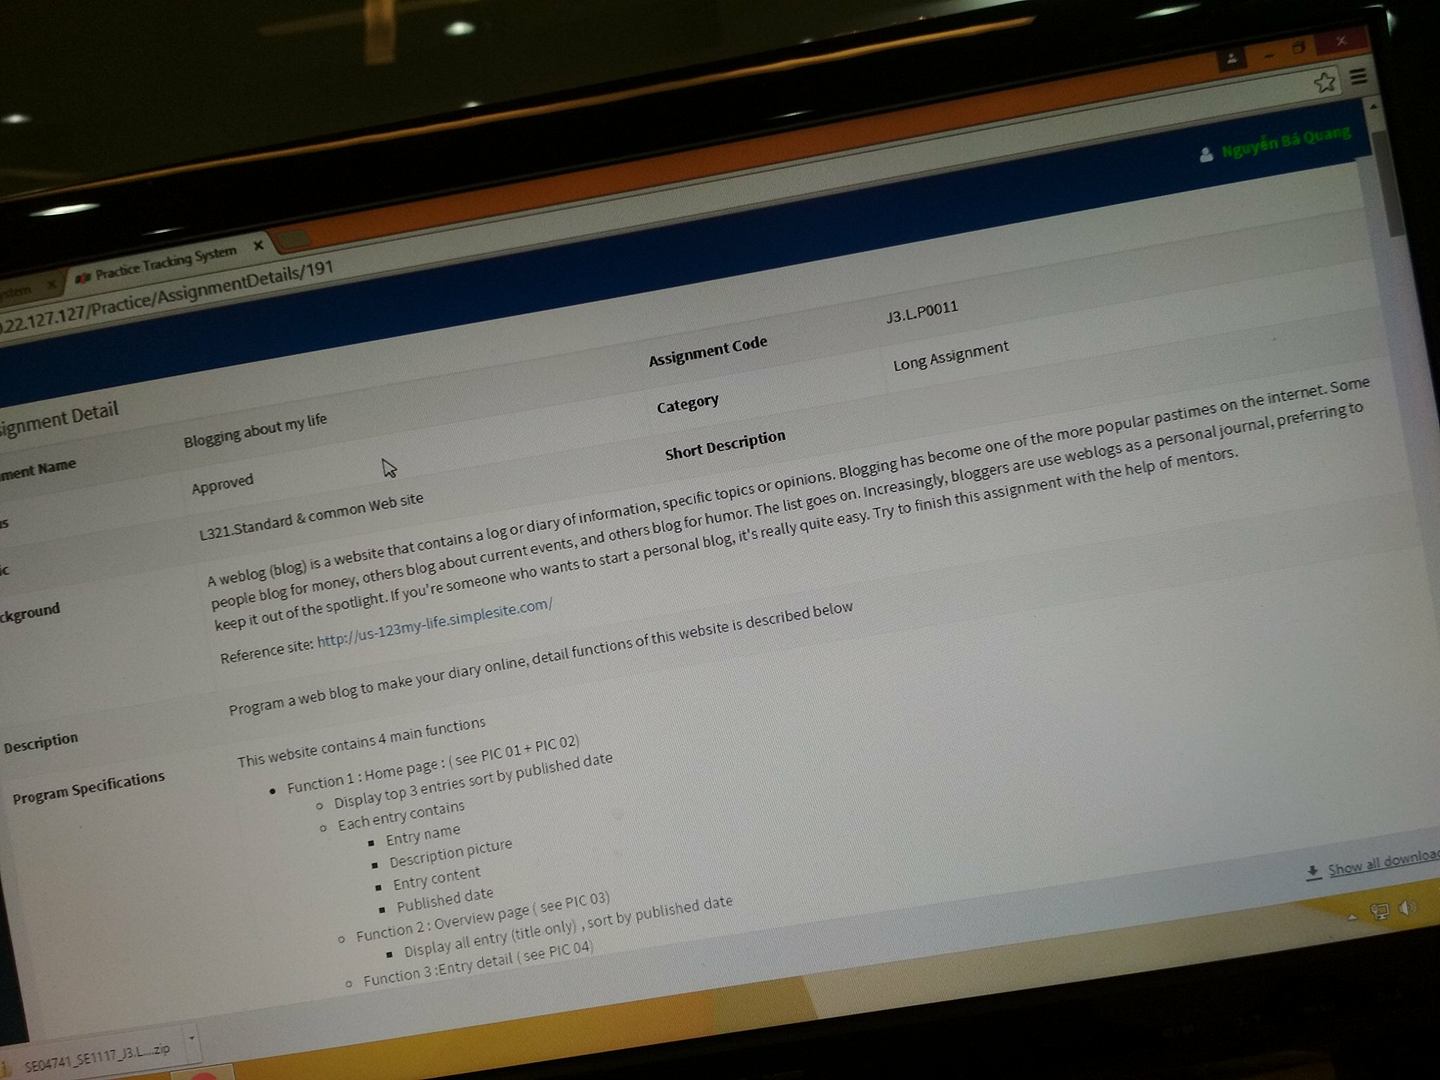 Nguyễn Bá Quang
Practice Tracking System
.22.127.127/Practice/AssignmentDetails/191
signment Detail
ment Name
Blogging about my life
Assignment Code
J3.L.P0011
Approved
Category
Long Assignment
L321.Standard & common Web site
Short Description
ckground
A weblog (blog) is a website that contains a log or diary of information, specific topics or opinions. Blogging has become one of the more popular pastimes on the internet. Some
people blog for money, others blog about current events, and others blog for humor. The list goes on. Increasingly, bloggers are use weblogs as a personal journal, preferring to
keep it out of the spotlight. If you're someone who wants to start a personal blog, it's really quite easy. Try to finish this assignment with the help of mentors.
Reference site: http://us-123my-life.simplesite.com/
Description
Program a web blog to make your diary online, detail functions of this website is described below
Program Specifications
This website contains 4 main functions
Function 1 : Home page : ( see PIC 01 + PIC 02)
Display top 3 entries sort by published date
Each entry contains
Entry name
Description picture
Entry content
Published date
Function 2 : Overview page ( see PIC 03)
Display all entry (title only) , sort by published date
Function 3 :Entry detail ( see PIC 04)
Show all downloa
SE04741_SE1117_J3.L....zip